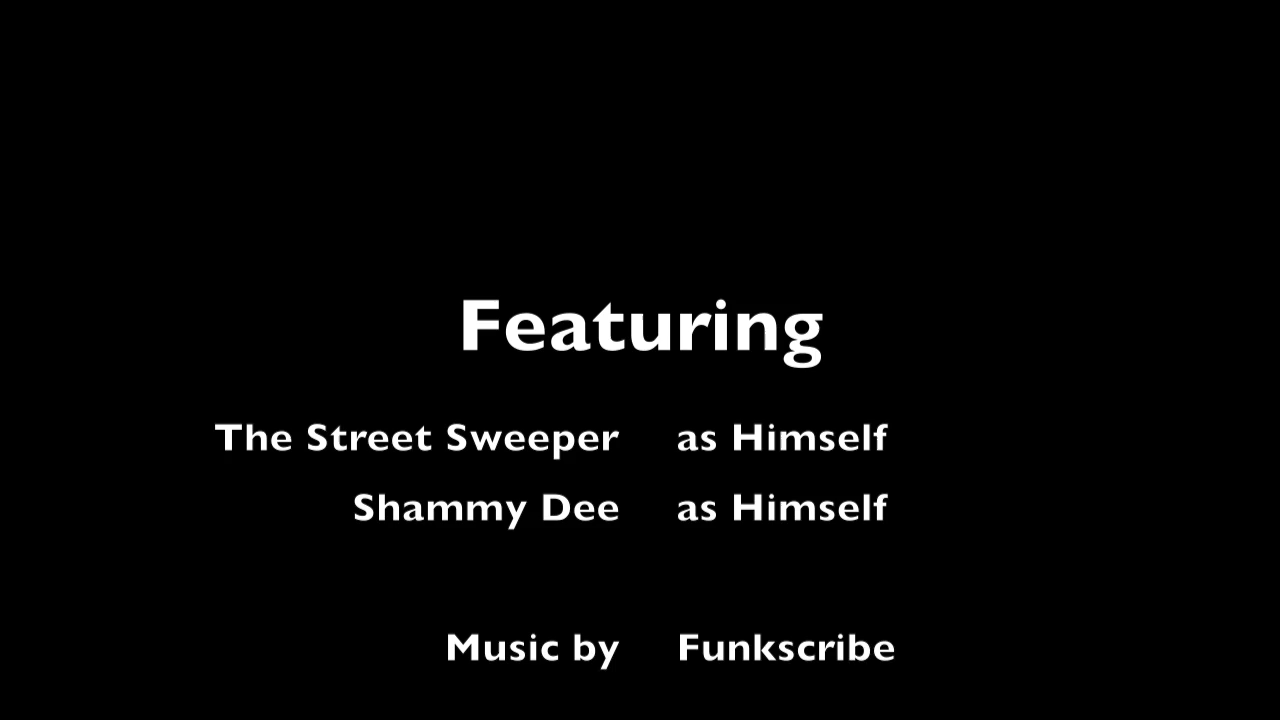 Featuring
The Street Sweeper as Himself
Shammy Dee as Himself
Music by Funkscribe